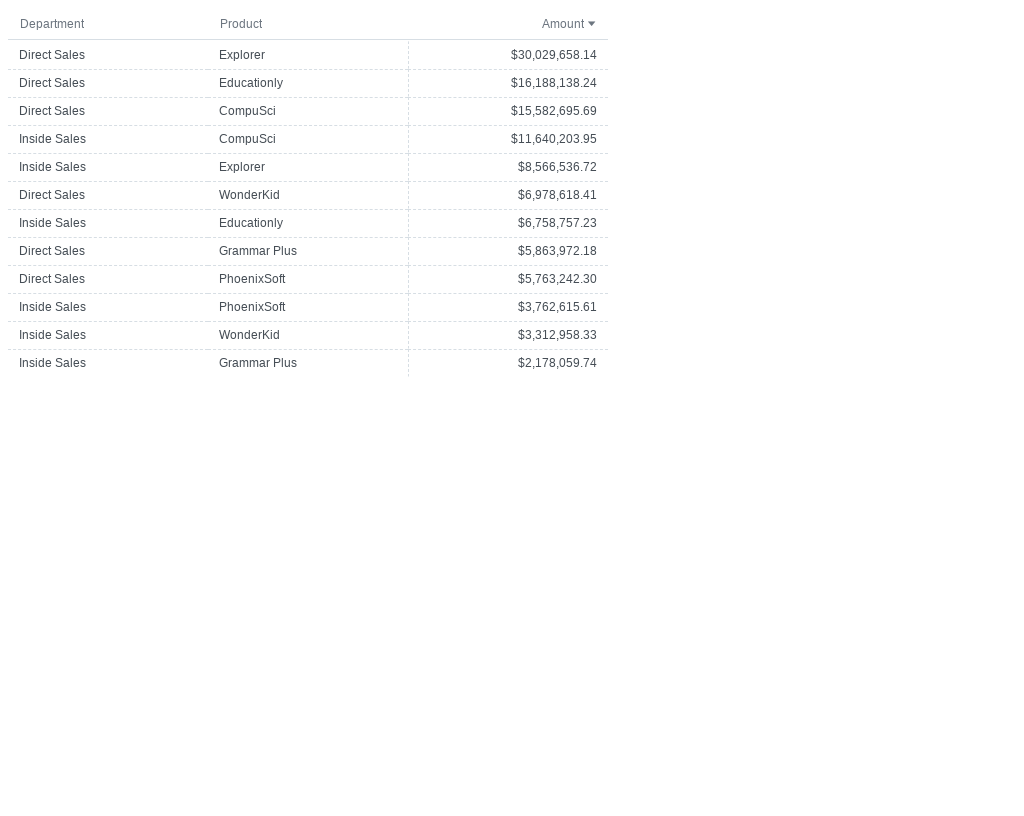 Department Product Amount
Direct Sales Explorer $30,029,658.14
Direct Sales Educationly $16,188,138.24
Direct Sales CompuSci $15,582,695.69
Inside Sales CompuSci $11,640,203.95
Inside Sales Explorer $8,566,536.72
Direct Sales WonderKid $6,978,618.41
Inside Sales Educationly $6,758,757.23
Direct Sales Grammar Plus $5,863,972.18
Direct Sales PhoenixSoft $5,763,242.30
Inside Sales PhoenixSoft $3,762,615.61
Inside Sales WonderKid $3,312,958.33
Inside Sales Grammar Plus $2,178,059.74